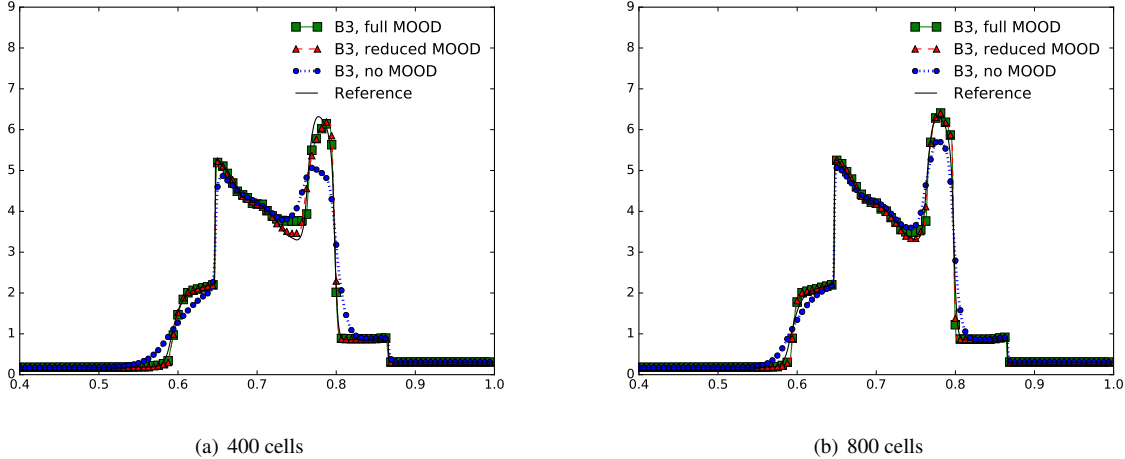 9
8
7
6
5
4
3
2
1
0
0.4 0.5 0.6 0.7 0.8 0.9 1.0
B3, full MOOD
B3, reduced MOOD
B3, no MOOD
Reference
(a) 400 cells
9
8
7
6
5
4
3
2
1
0
0.4 0.5 0.6 0.7 0.8 0.9 1.0
B3, full MOOD
B3, reduced MOOD
B3, no MOOD
Reference
(b) 800 cells